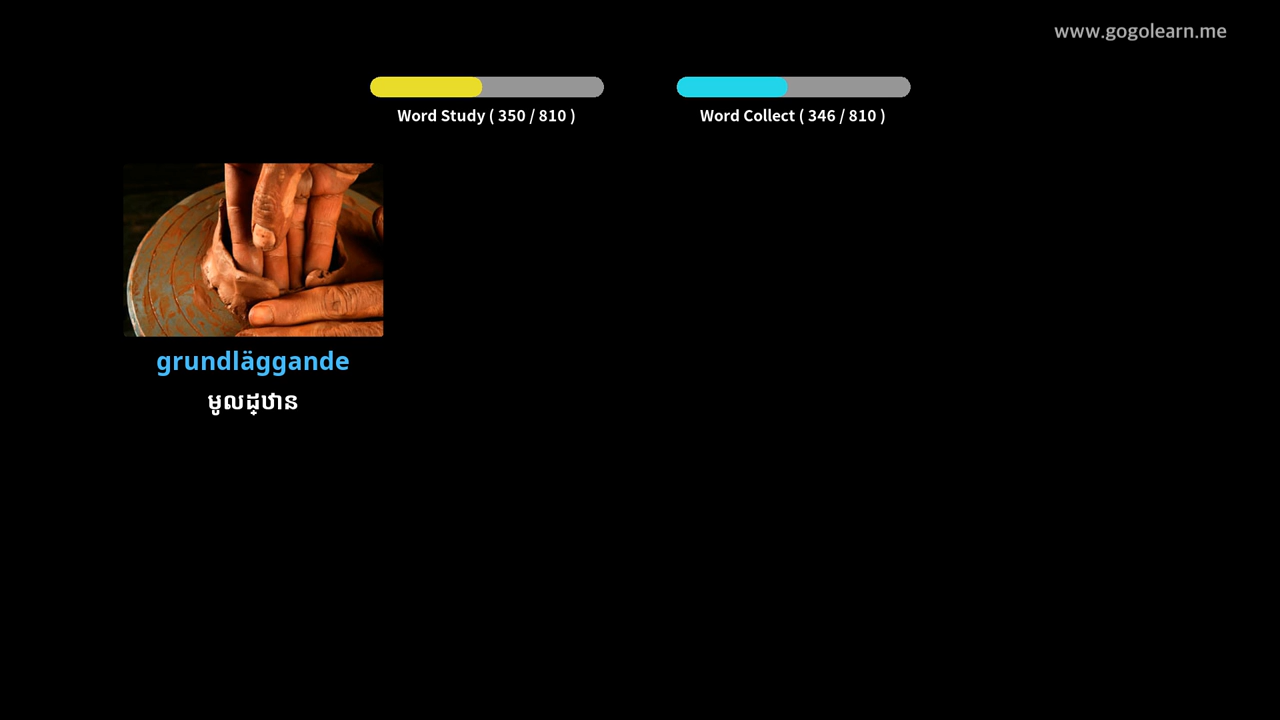 www.gogolearn.me
Word Study ( 350 / 810 )
Word Collect ( 346 / 810 )
grundläggande
មូលដ្ឋាន